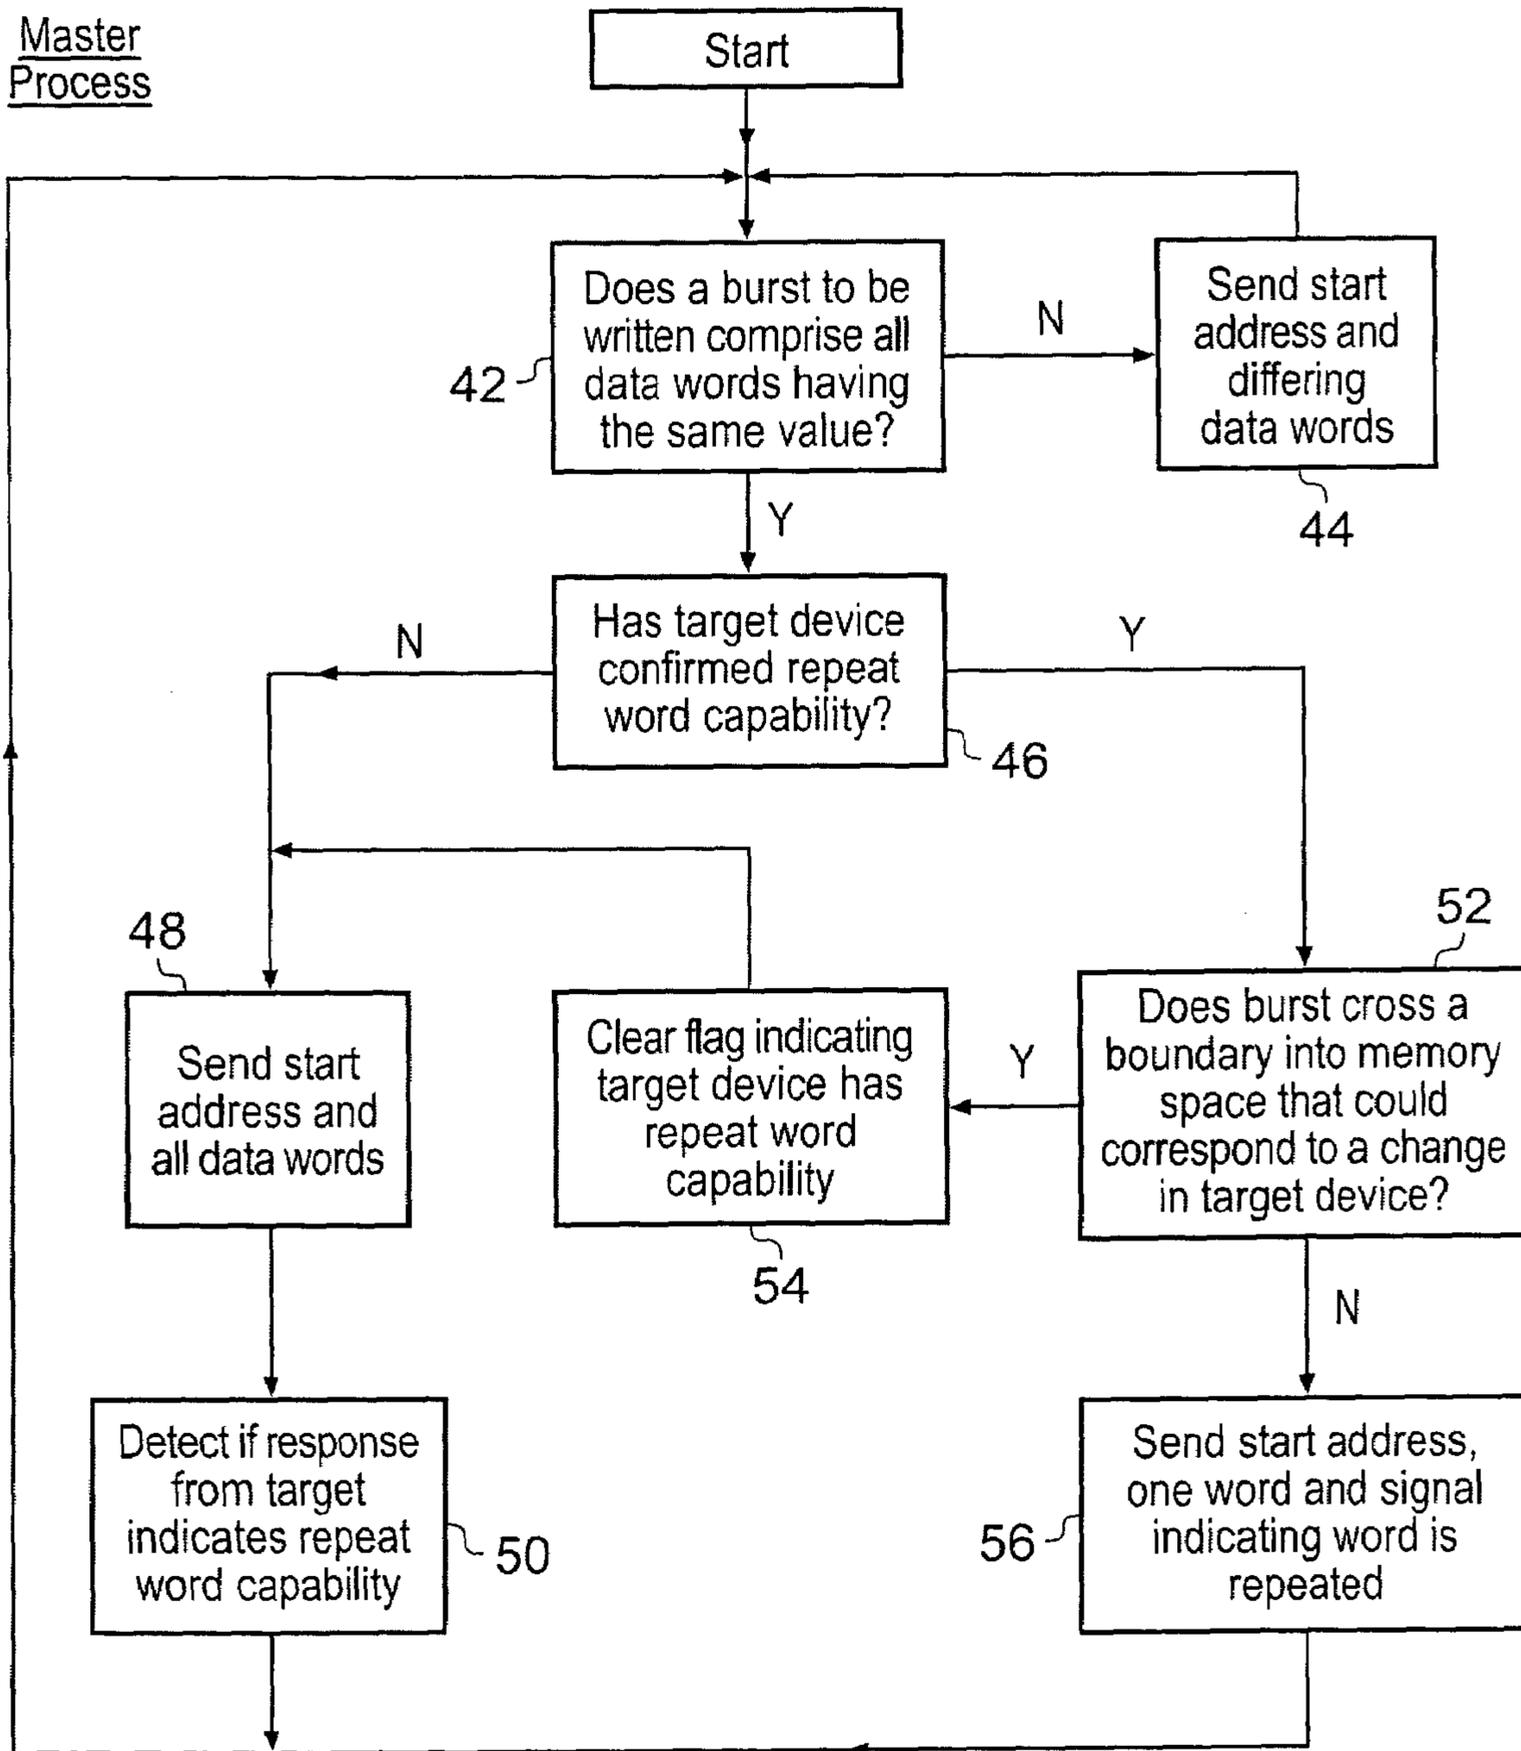 Master
Process
Start
Does a burst to be
written comprise all
data words having
the same value?
42
N
Send start
address and
differing
data words
44
Y
Has target device
confirmed repeat
word capability?
46
N
Y
48
Send start
address and
all data words
Clear flag indicating
target device has
repeat word
capability
54
Y
52
Does burst cross a
boundary into memory
space that could
correspond to a change
in target device?
N
Detect if response
from target
indicates repeat
word capability
50
56
Send start address,
one word and signal
indicating word is
repeated